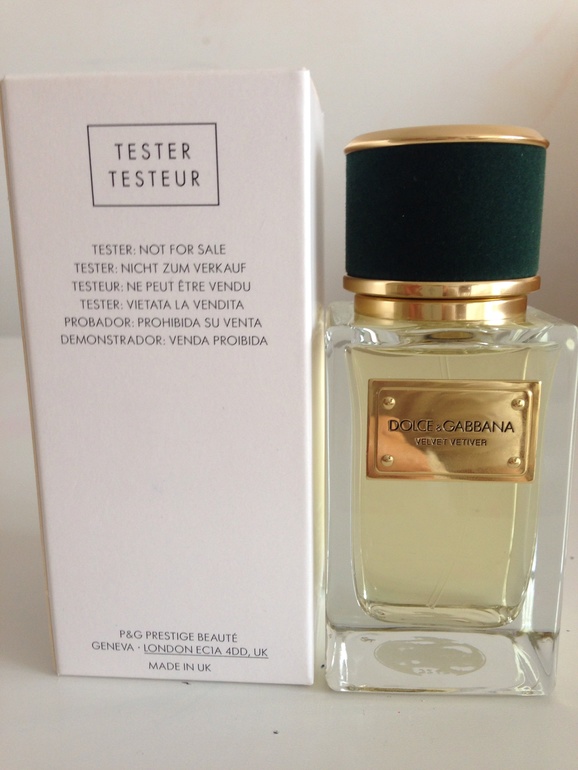 TESTER
TESTEUR
TESTER: NOT FOR SALE
TESTER: NICHT ZUM VERKAUF
TESTEUR: NE PEUT ÊTRE VENDU
TESTER: VIETATA LA VENDITA
PROBADOR: PROHIBIDA SU VENTA
DEMONSTRADOR: VENDA PROIBIDA
P&G PRESTIGE BEAUTÉ
GENEVA · LONDON EC1A 4DD, UK
MADE IN UK
DOLCE & GABBANA
VELVET VETIVER